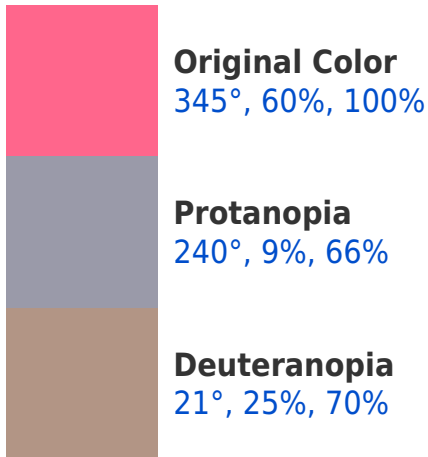 Original Color
345°, 60%, 100%
Protanopia
240°, 9%, 66%
Deuteranopia
21°, 25%, 70%